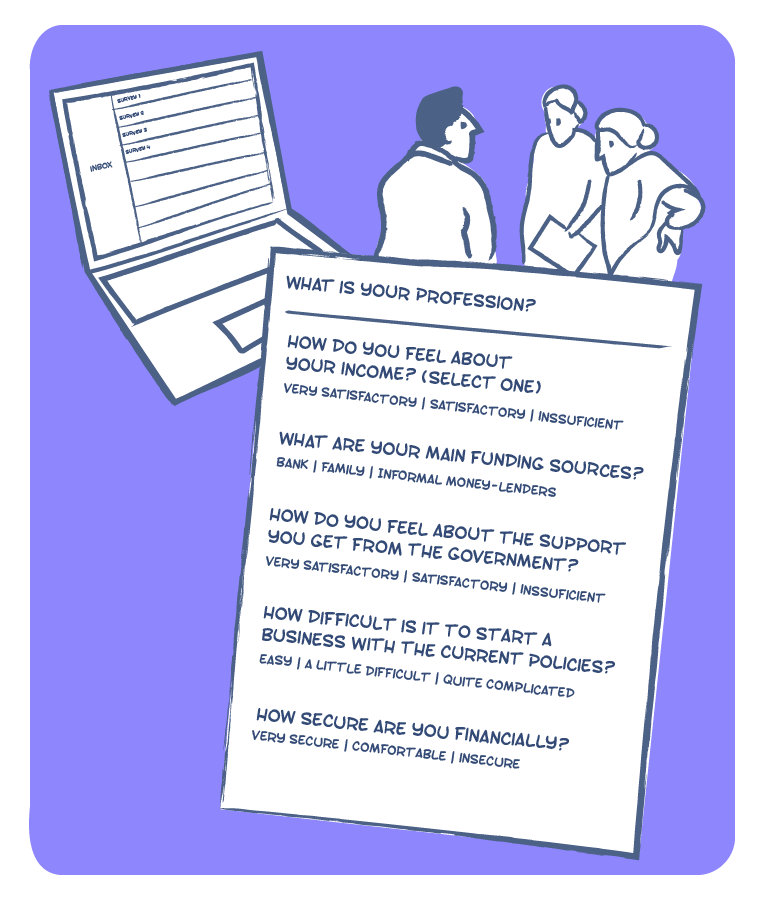 SURVEY 1
SURVEY 2
SURVEY 3
SURVEY 4
INBOX
WHAT IS YOUR PROFESSION?
HOW DO YOU FEEL ABOUT
YOUR INCOME? (SELECT ONE)
VERY SATISFACTORY | SATISFACTORY | INSSUFICIENT
WHAT ARE YOUR MAIN FUNDING SOURCES?
BANK | FAMILY | INFORMAL MONEY-LENDERS
HOW DO YOU FEEL ABOUT THE SUPPORT
YOU GET FROM THE GOVERNMENT?
VERY SATISFACTORY | SATISFACTORY | INSSUFICIENT
HOW DIFFICULT IS IT TO START A
BUSINESS WITH THE CURRENT POLICIES?
EASY | A LITTLE DIFFICULT | QUITE COMPLICATED
HOW SECURE ARE YOU FINANCIALLY?
VERY SECURE | COMFORTABLE | INSECURE